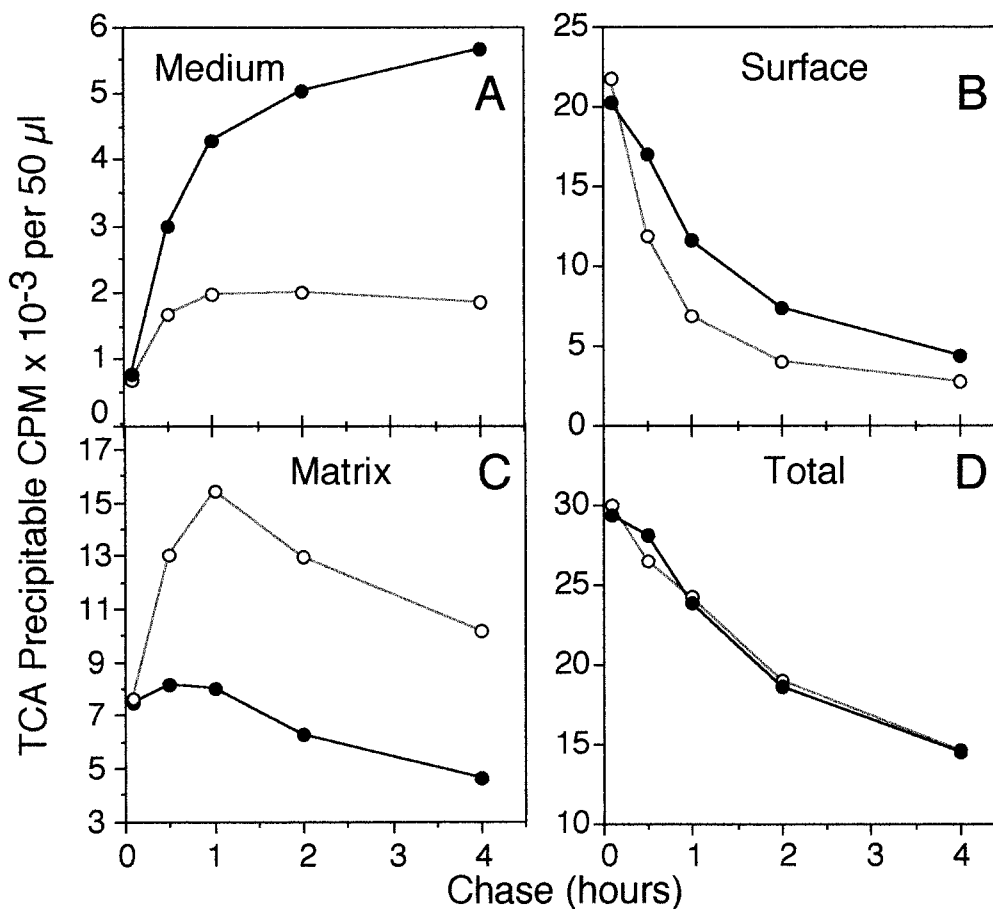 TCA Precipitable CPM x 10-3 per 50 µl
Medium
A
6
5
4
3
2
1
0
Surface
B
25
20
15
10
5
0
Matrix
C
17
15
13
11
9
7
5
3
0 1 2 3 4
Total
D
30
25
20
15
10
0 1 2 3 4
Chase (hours)